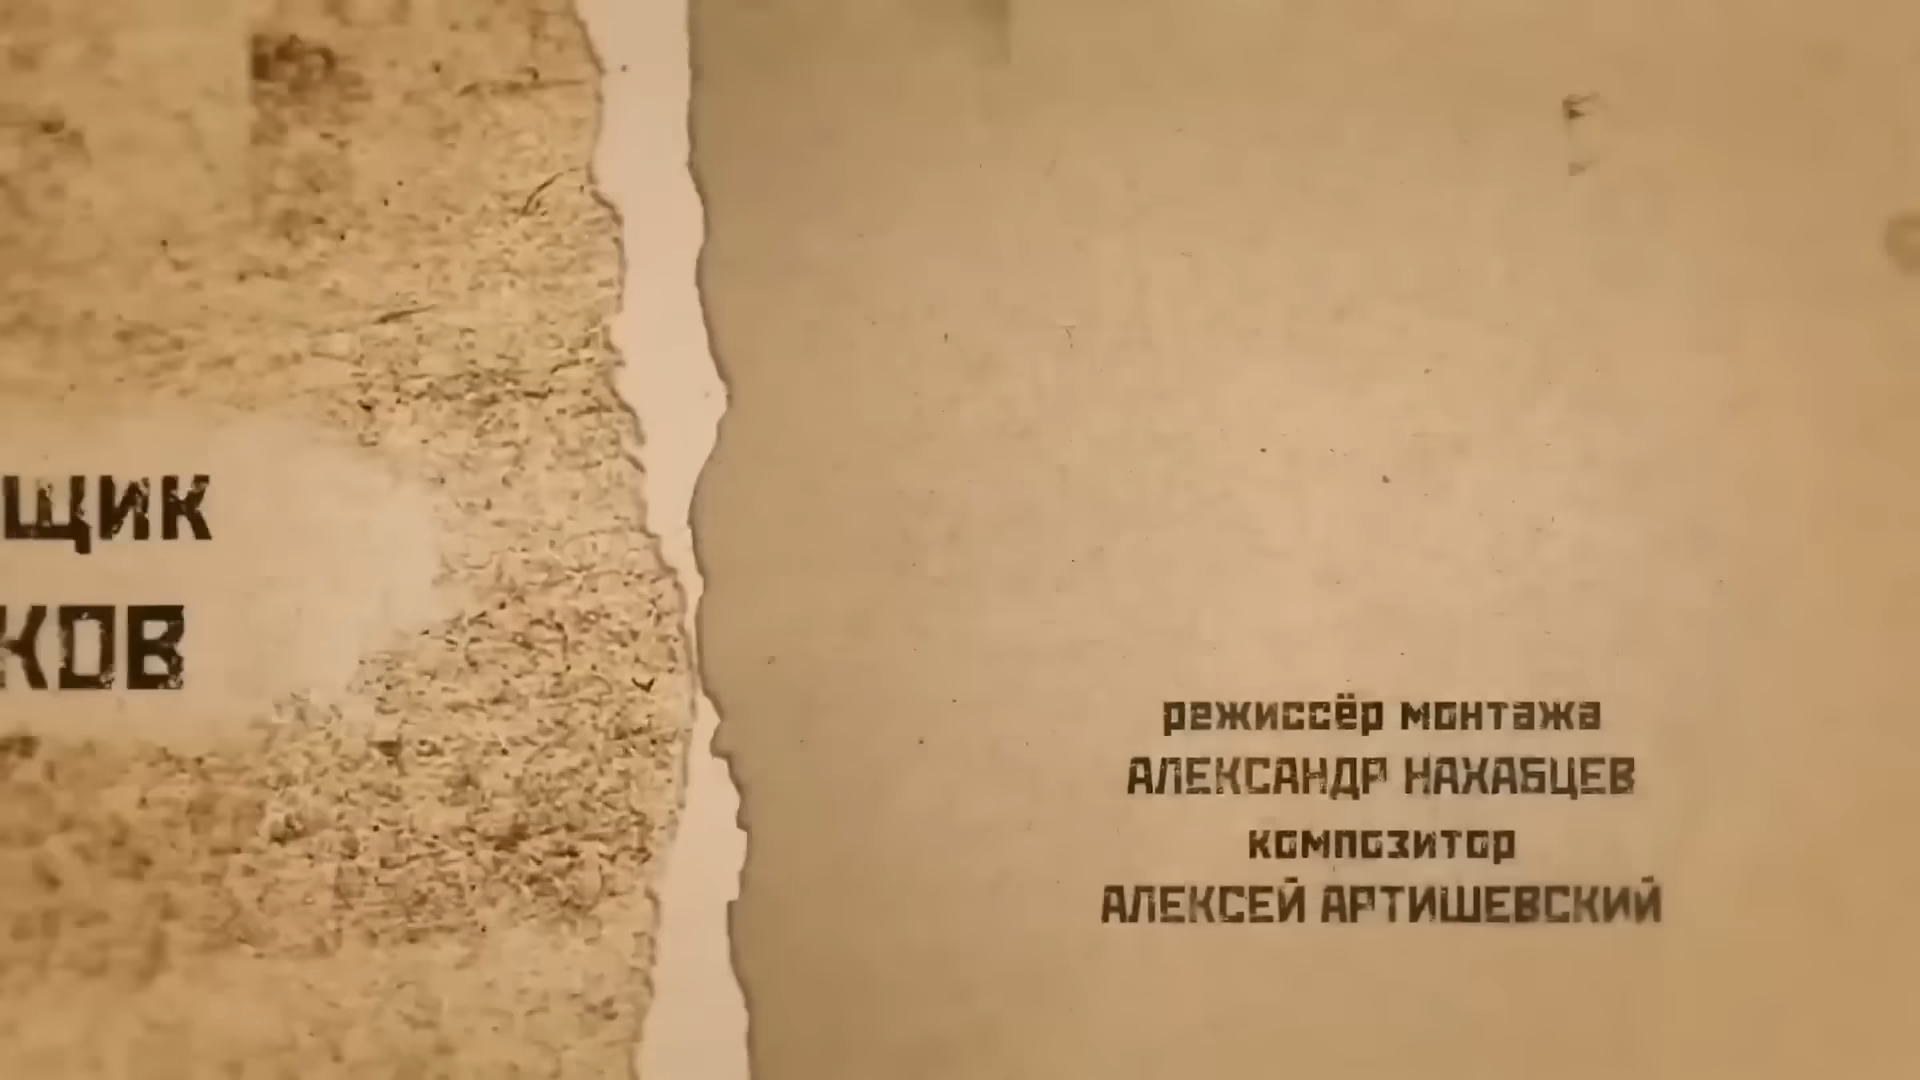 щик
ков
режиссёр монтажа
АЛЕКСАНДР НАХАБЦЕВ
композитор
АЛЕКСЕЙ АРТИШЕВСКИЙ